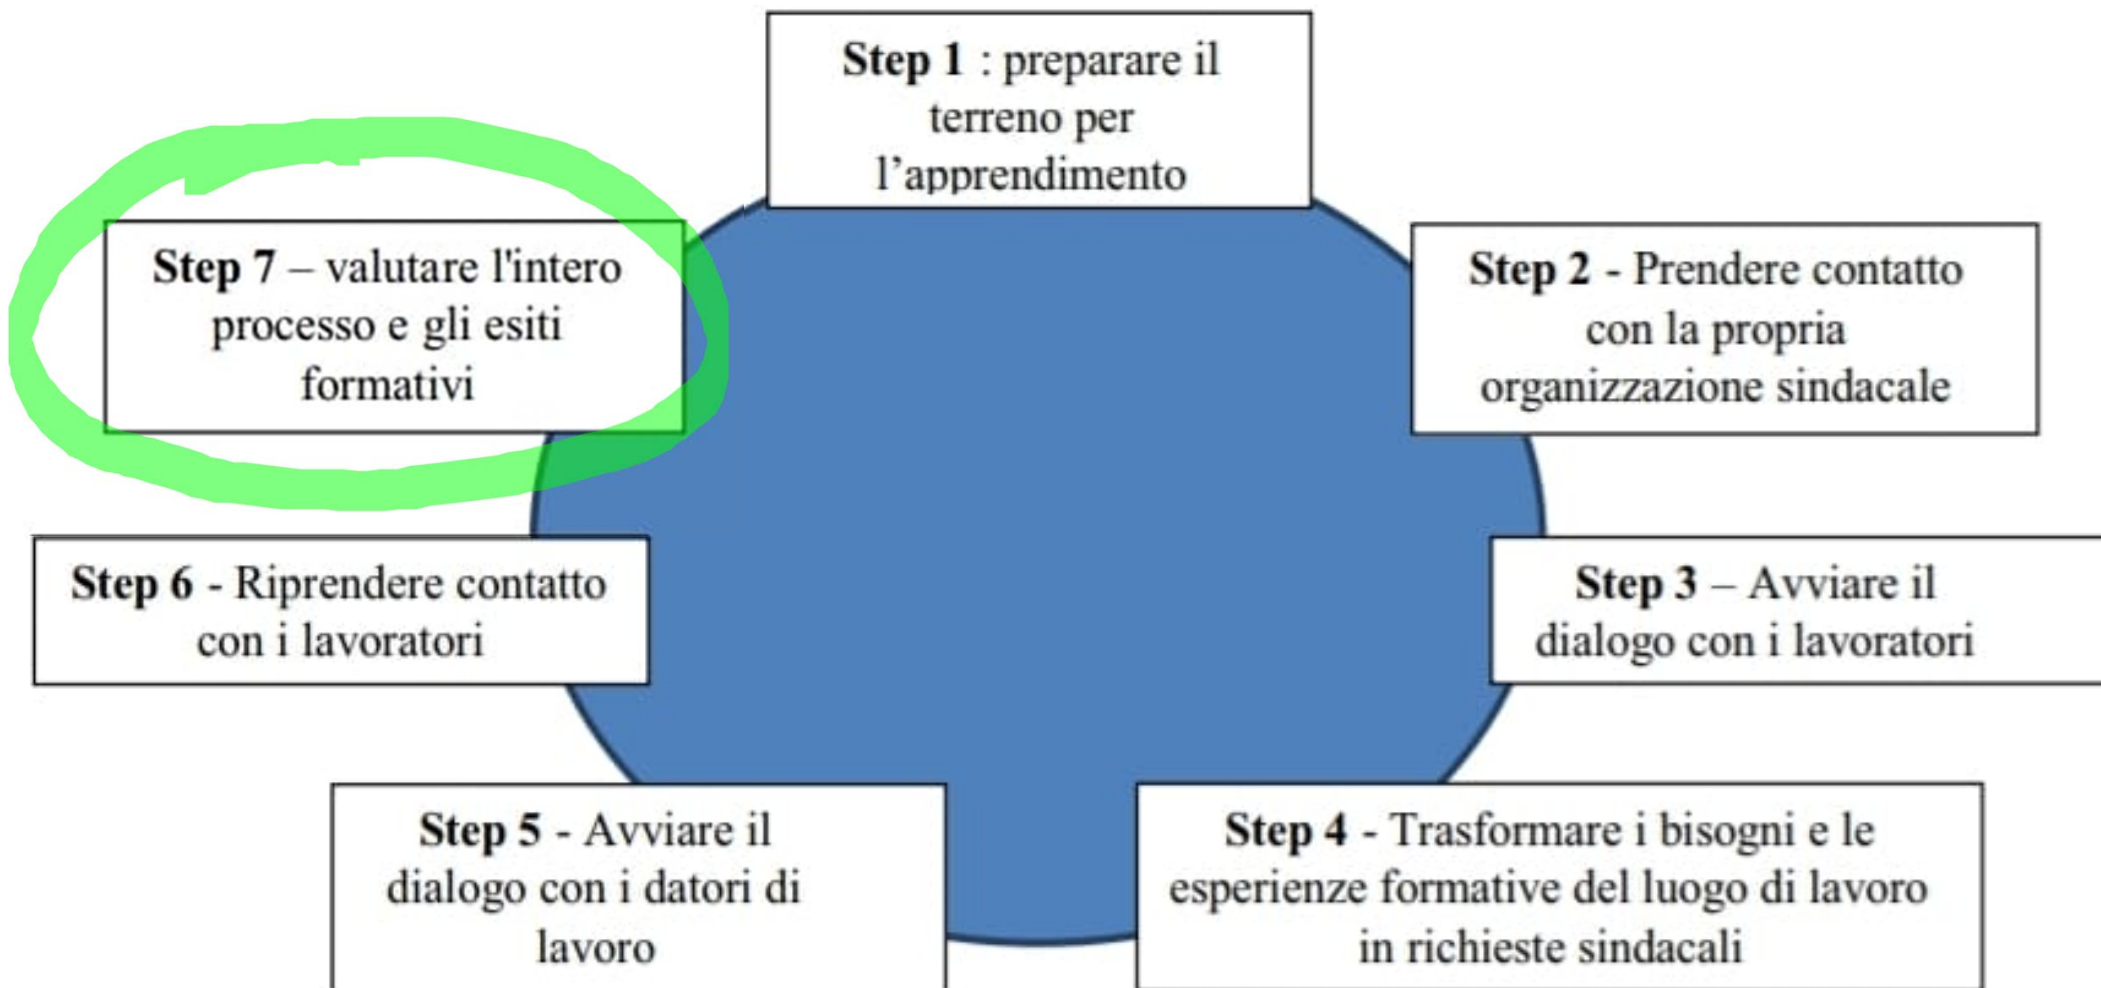 Step 1 : preparare il
terreno per
l’apprendimento
Step 2 - Prendere contatto
con la propria
organizzazione sindacale
Step 3 – Avviare il
dialogo con i lavoratori
Step 4 - Trasformare i bisogni e le
esperienze formative del luogo di lavoro
in richieste sindacali
Step 5 - Avviare il
dialogo con i datori di
lavoro
Step 6 - Riprendere contatto
con i lavoratori
Step 7 – valutare l'intero
processo e gli esiti
formativi